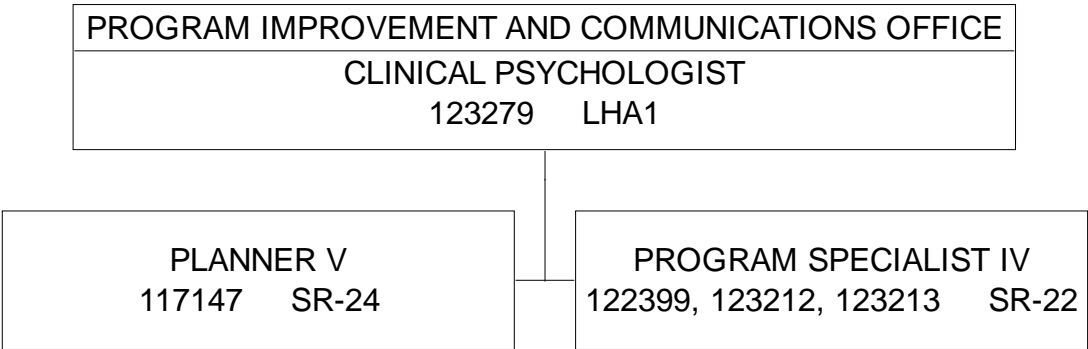 PROGRAM IMPROVEMENT AND COMMUNICATIONS OFFICE
CLINICAL PSYCHOLOGIST
123279 LHA1
PLANNER V
117147 SR-24
PROGRAM SPECIALIST IV
122399, 123212, 123213 SR-22